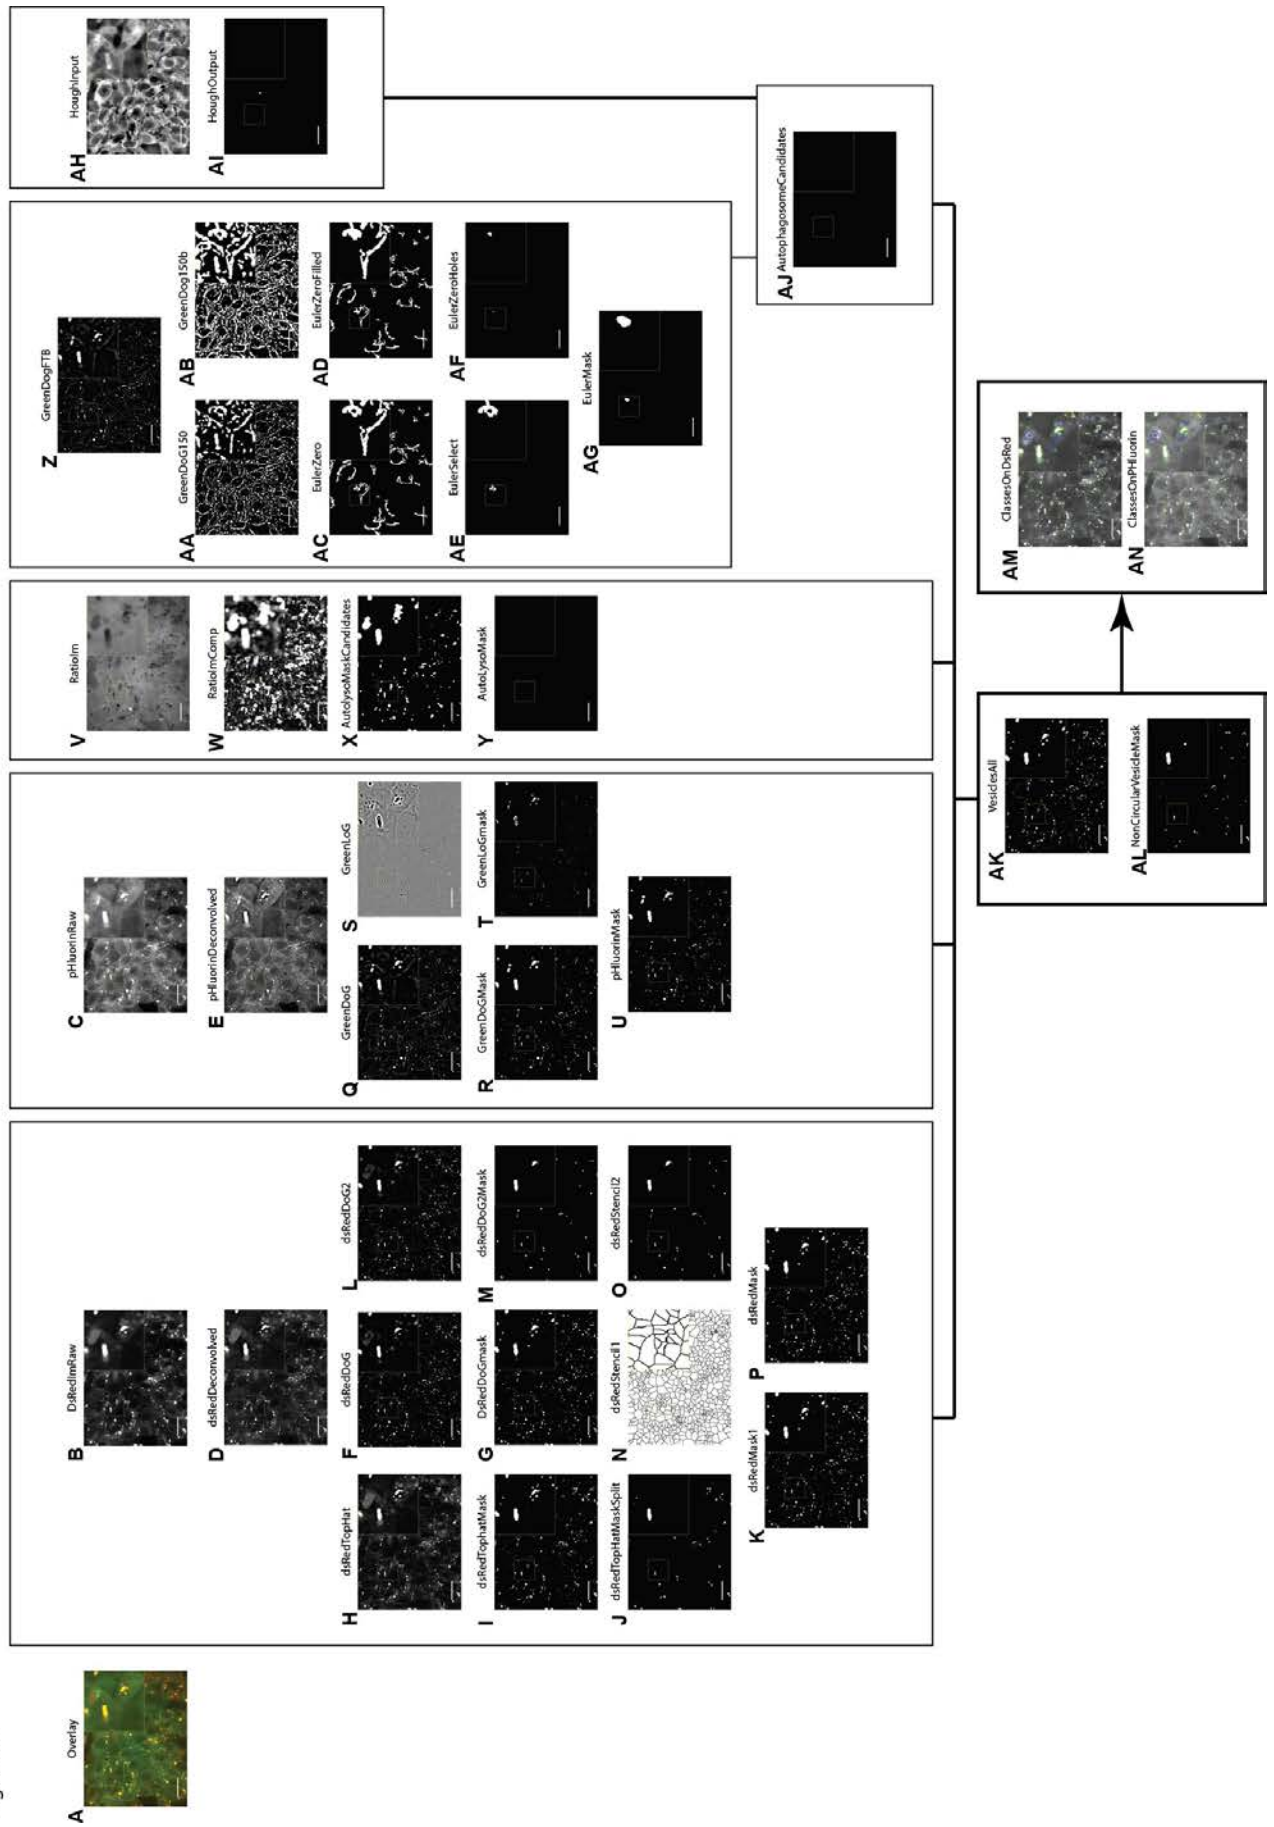 A
Overlay
B
DsRedImRaw
D
dsRedDeconvolved
H
dsRedTopHat
F
dsRedDoG
L
dsRedDoG2
I
dsRedTophatMask
G
DsRedDoGmask
M
dsRedDoG2Mask
J
dsRedTopHatMaskSplit
N
dsRedStencil1
O
dsRedStencil2
K
dsRedMask1
P
dsRedMask
C
pHluorinRaw
E
pHluorinDeconvolved
Q
GreenDoG
S
GreenLoG
R
GreenDoGMask
T
GreenLoGmask
U
pHluorinMask
V
RatioIm
W
RatioImComp
X
AutolysoMaskCandidates
Y
AutoLysoMask
Z
GreenDogFTB
AA
GreenDoG150
AB
GreenDog150b
AC
EulerZero
AD
EulerZeroFilled
AE
EulerSelect
AF
EulerZeroHoles
AG
EulerMask
AH
HoughInput
AI
HoughOutput
AJ
AutophagosomeCandidates
AK
VesiclesAll
AL
NonCircularVesicleMask
AM
ClassesOnDsRed
AN
ClassesOnPHluorin